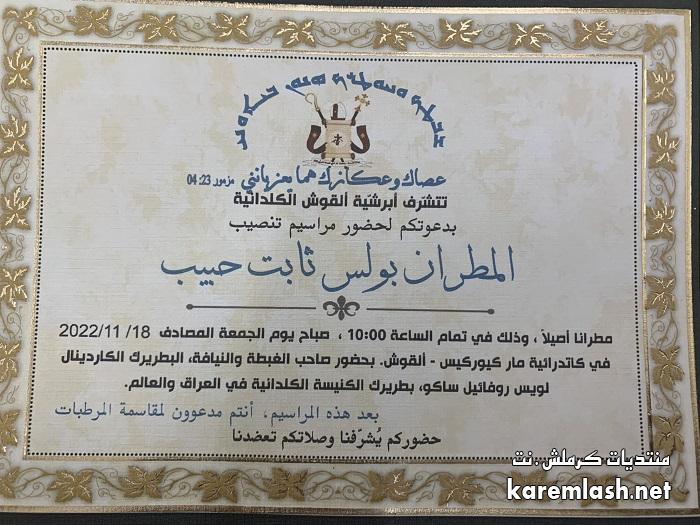 عصاك وعكازك هما يعزيانني مزمور 04:23
تتشرف أبرشية ألقوش الكلدانية
بدعوتكم لحضور مراسيم تنصيب
المطران بولس ثابت حبيب
مطرانا أصيلاً ، وذلك في تمام الساعة 10:00 ، صباح يوم الجمعة المصادف 18/ 11/ 2022
في كاتدرائية مار كيوركيس - ألقوش. بحضور صاحب الغبطة والنيافة، البطريرك الكاردينال
لويس روفائيل ساكو، بطريرك الكنيسة الكلدانية في العراق والعالم.
بعد هذه المراسيم، أنتم مدعوون لمقاسمة المرطبات
حضوركم يُشرّفنا وصلاتكم تعضدنا
منتديات كرملش.نت
karemlash.net